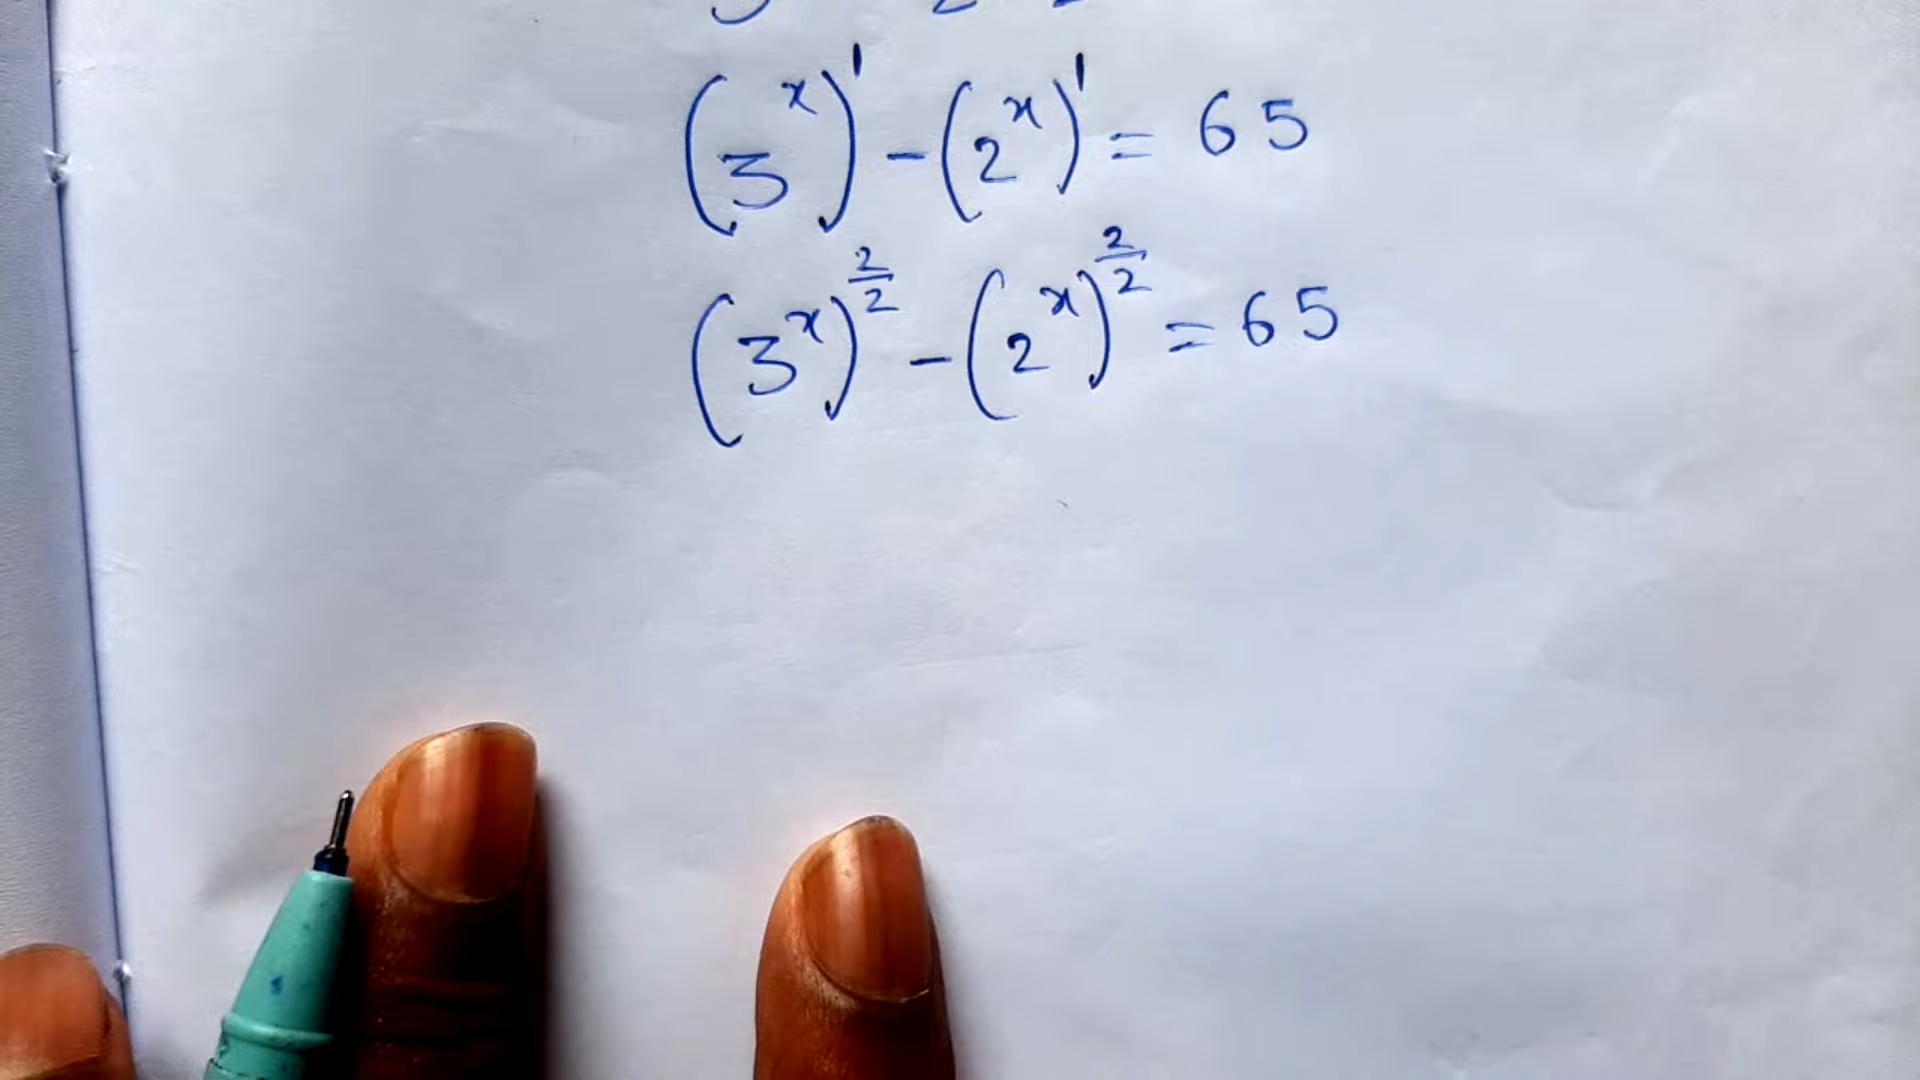 (3^x)^1 - (2^x)^1 = 65
(3^x)^(2/2) - (2^x)^(2/2) = 65